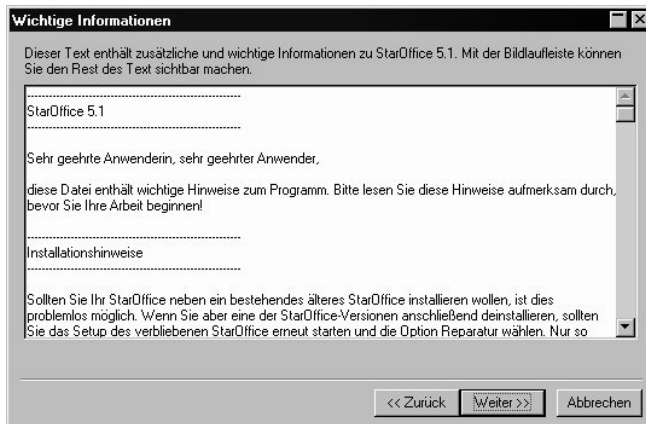 Wichtige Informationen
Dieser Text enthält zusätzliche und wichtige Informationen zu StarOffice 5.1. Mit der Bildlaufleiste können
Sie den Rest des Text sichtbar machen.
------------------------------------------------------------
StarOffice 5.1
------------------------------------------------------------
Sehr geehrte Anwenderin, sehr geehrter Anwender,
diese Datei enthält wichtige Hinweise zum Programm. Bitte lesen Sie diese Hinweise aufmerksam durch,
bevor Sie Ihre Arbeit beginnen!
------------------------------------------------------------
Installationshinweise
------------------------------------------------------------
Sollten Sie Ihr StarOffice neben ein bestehendes älteres StarOffice installieren wollen, ist dies
problemlos möglich. Wenn Sie aber eine der StarOffice-Versionen anschließend deinstallieren, sollten
Sie das Setup des verbliebenen StarOffice erneut starten und die Option Reparatur wählen. Nur so
<< Zurück Weiter >> Abbrechen